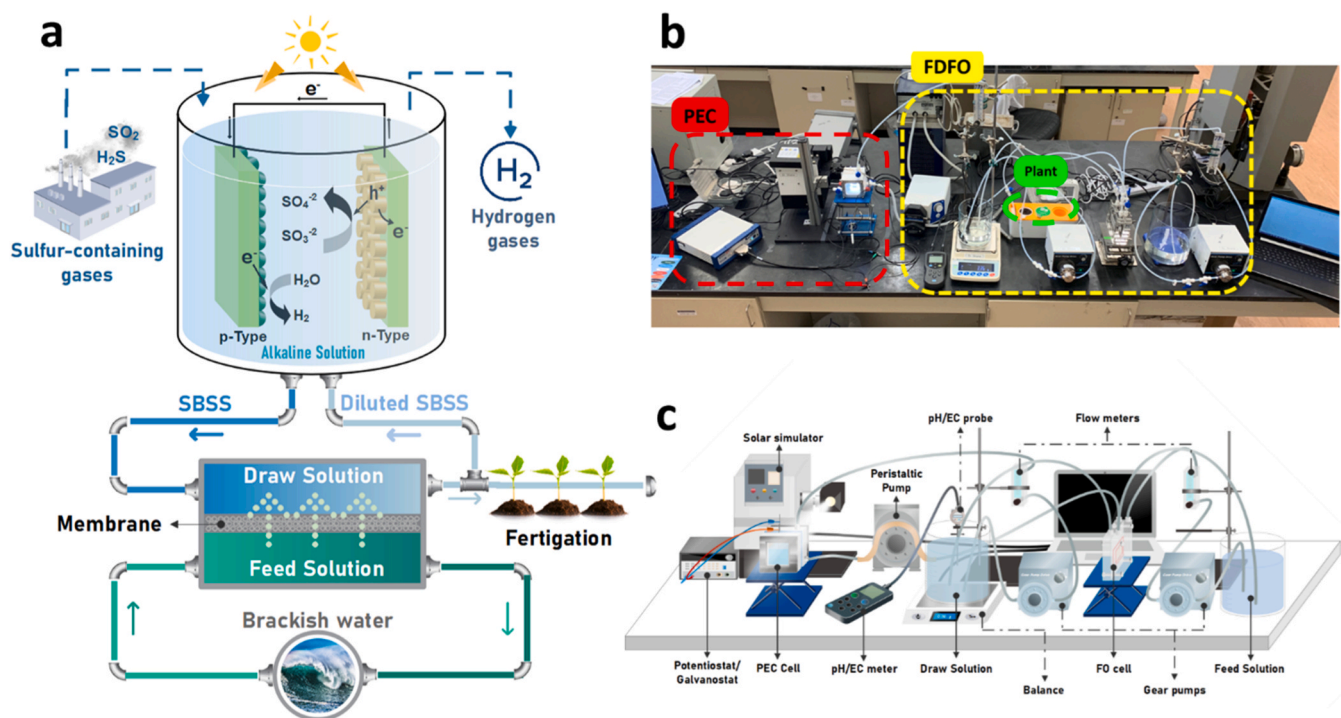 a
SO2
H2S
Sulfur-containing
gases
e-
H2
Hydrogen
gases
h+
SO4-2
SO3-2
e-
e-
H2O
H2
p-Type
n-Type
Alkaline Solution
SBSS
Diluted SBSS
Draw Solution
Membrane
Feed Solution
Fertigation
Brackish water
b
FDFO
PEC
Plant
c
pH/EC probe
Flow meters
Solar simulator
Peristaltic
Pump
Potentiostat/
Galvanostat
PEC Cell
pH/EC meter
Draw Solution
Balance
FO cell
Gear pumps
Feed Solution